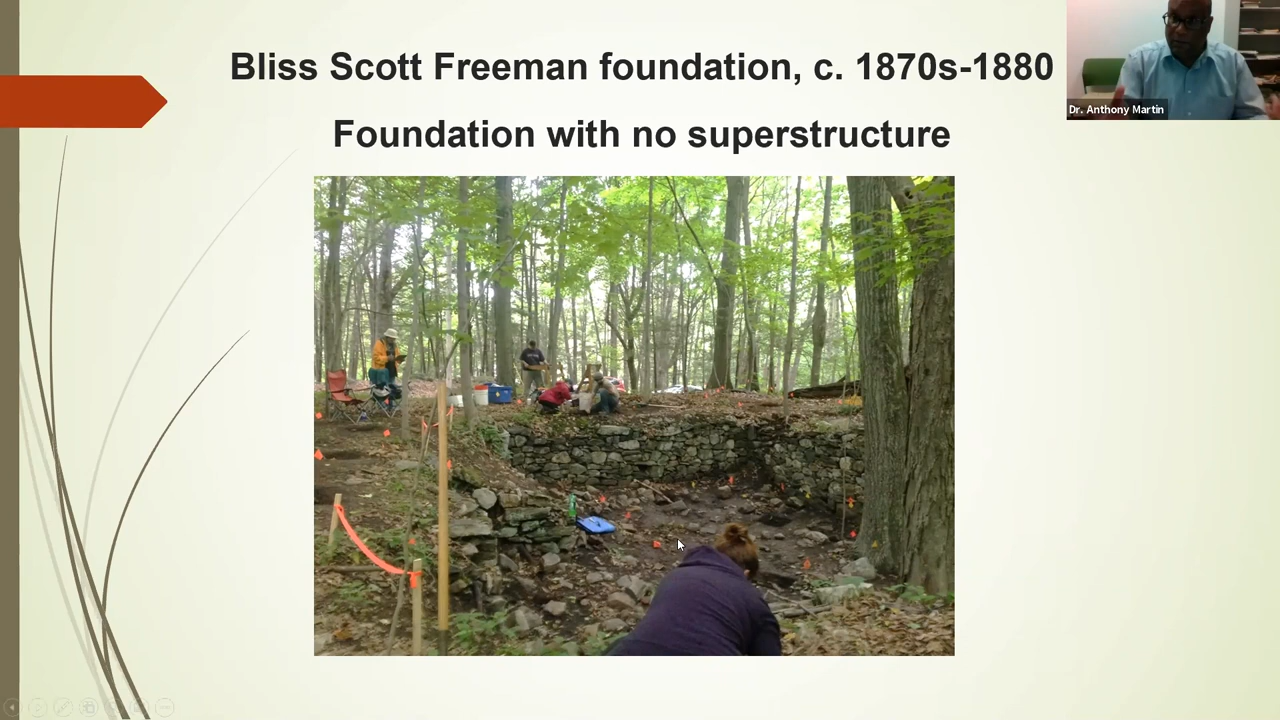 Bliss Scott Freeman foundation, c. 1870s-1880
Foundation with no superstructure
Dr. Anthony Martin